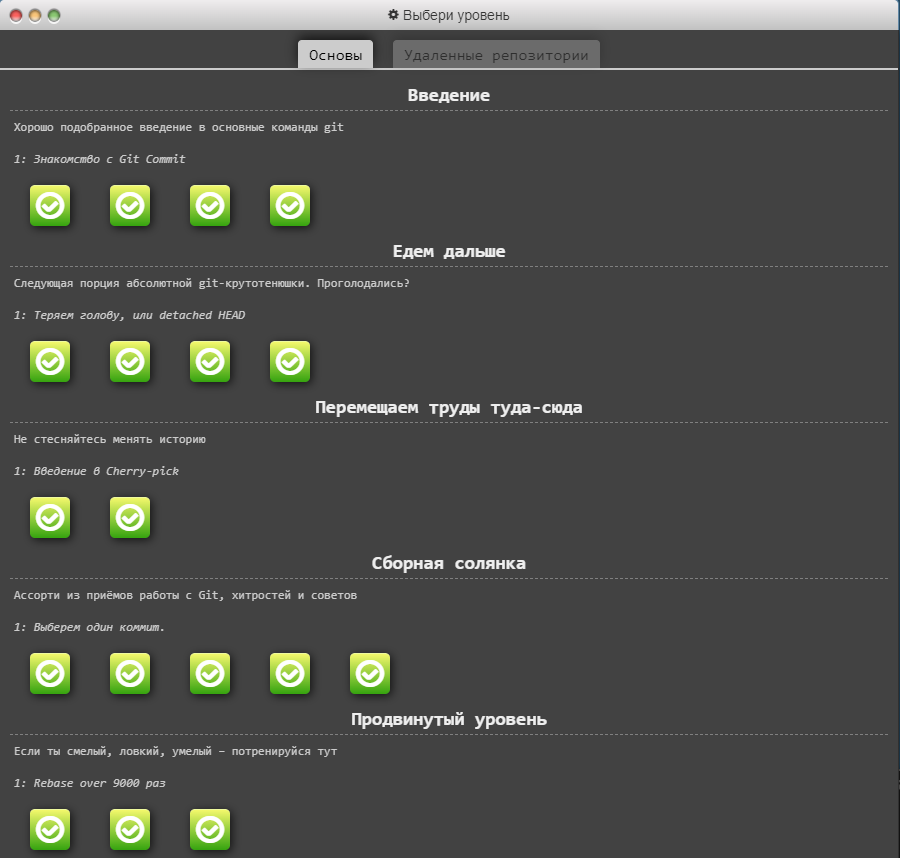 Выбери уровень
Основы
Удаленные репозитории
Введение
Хорошо подобранное введение в основные команды git
1: Знакомство с Git Commit
Едем дальше
Следующая порция абсолютной git-крутотенюшки. Проголодались?
1: Теряем голову, или detached HEAD
Перемещаем труды туда-сюда
Не стесняйтесь менять историю
1: Введение в Cherry-pick
Сборная солянка
Ассорти из приёмов работы с Git, хитростей и советов
1: Выберем один коммит.
Продвинутый уровень
Если ты смелый, ловкий, умелый – потренируйся тут
1: Rebase over 9000 раз